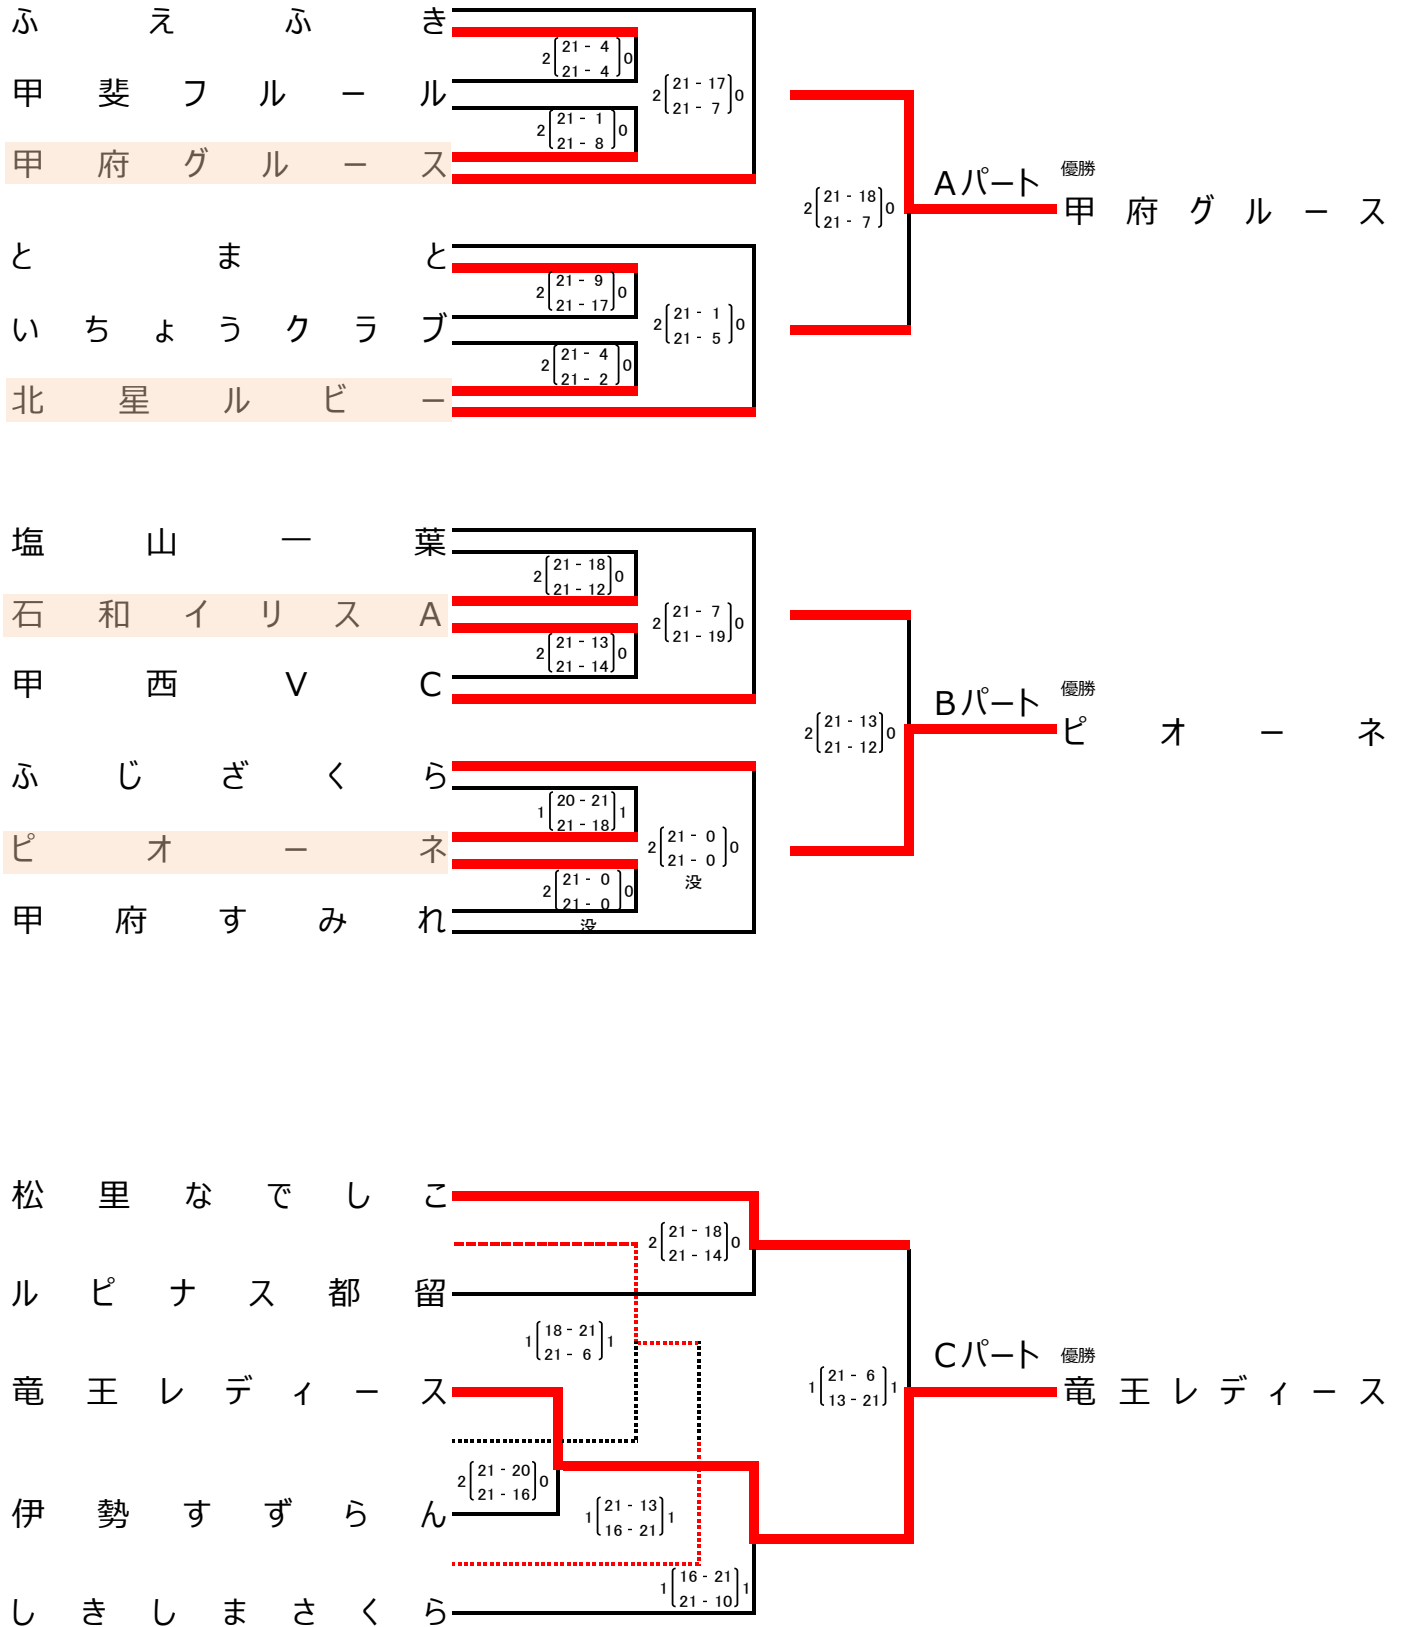 ふえふき
2 21 - 4 0
21 - 4
甲斐フルール
2 21 - 17 0
21 - 7
2 21 - 1 0
21 - 8
甲府グルース
Aパート 優勝
甲府グルース
2 21 - 18 0
21 - 7
とまと
2 21 - 9 0
21 - 17
いちょうクラブ
2 21 - 1 0
21 - 5
2 21 - 4 0
21 - 2
北星ルビー
塩山一葉
2 21 - 18 0
21 - 12
石和イリスA
2 21 - 7 0
21 - 19
2 21 - 13 0
21 - 14
甲西VC
Bパート 優勝
ピオーネ
2 21 - 13 0
21 - 12
ふじざくら
1 20 - 21 1
21 - 18
ピオーネ
2 21 - 0 0
21 - 0
没
2 21 - 0 0
21 - 0
没
甲府すみれ
松里なでしこ
2 21 - 18 0
21 - 14
ルピナス都留
1 18 - 21 1
21 - 6
竜王レディース
Cパート 優勝
竜王レディース
1 21 - 6 1
13 - 21
2 21 - 20 0
21 - 16
伊勢すずらん
1 21 - 13 1
16 - 21
1 16 - 21 1
21 - 10
しきしまさくら